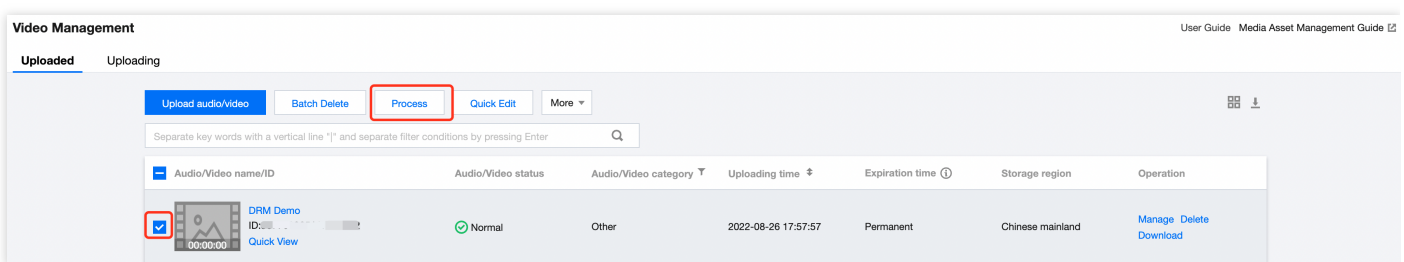 Video Management
User Guide Media Asset Management Guide
Uploaded Uploading
Upload audio/video Batch Delete Process Quick Edit More
Separate key words with a vertical line "|" and separate filter conditions by pressing Enter
Audio/Video name/ID Audio/Video status Audio/Video category Uploading time Expiration time Storage region Operation
DRM Demo
ID:
Quick View
00:00:00
Normal Other 2022-08-26 17:57:57 Permanent Chinese mainland
Manage Delete
Download